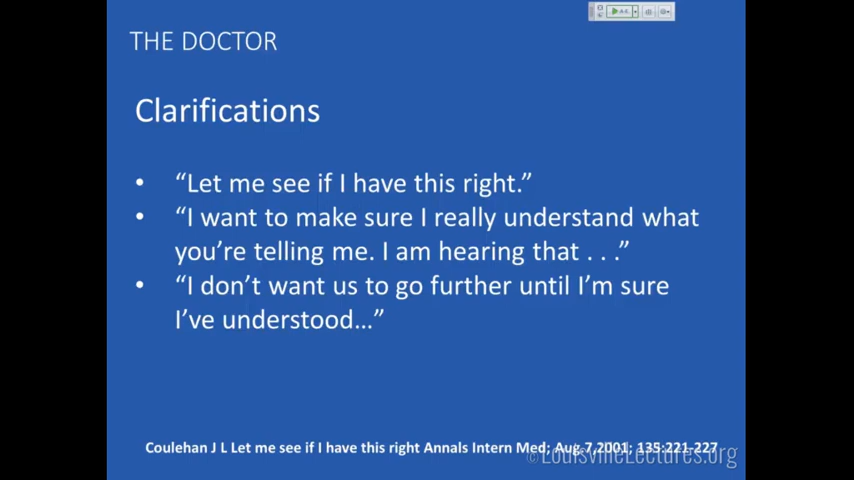 THE DOCTOR
Clarifications
• “Let me see if I have this right.”
• “I want to make sure I really understand what
you’re telling me. I am hearing that . . .”
• “I don’t want us to go further until I’m sure
I’ve understood…”
Coulehan J L Let me see if I have this right Annals Intern Med; Aug 7,2001; 135:221-227
©LouisvilleLectures.org